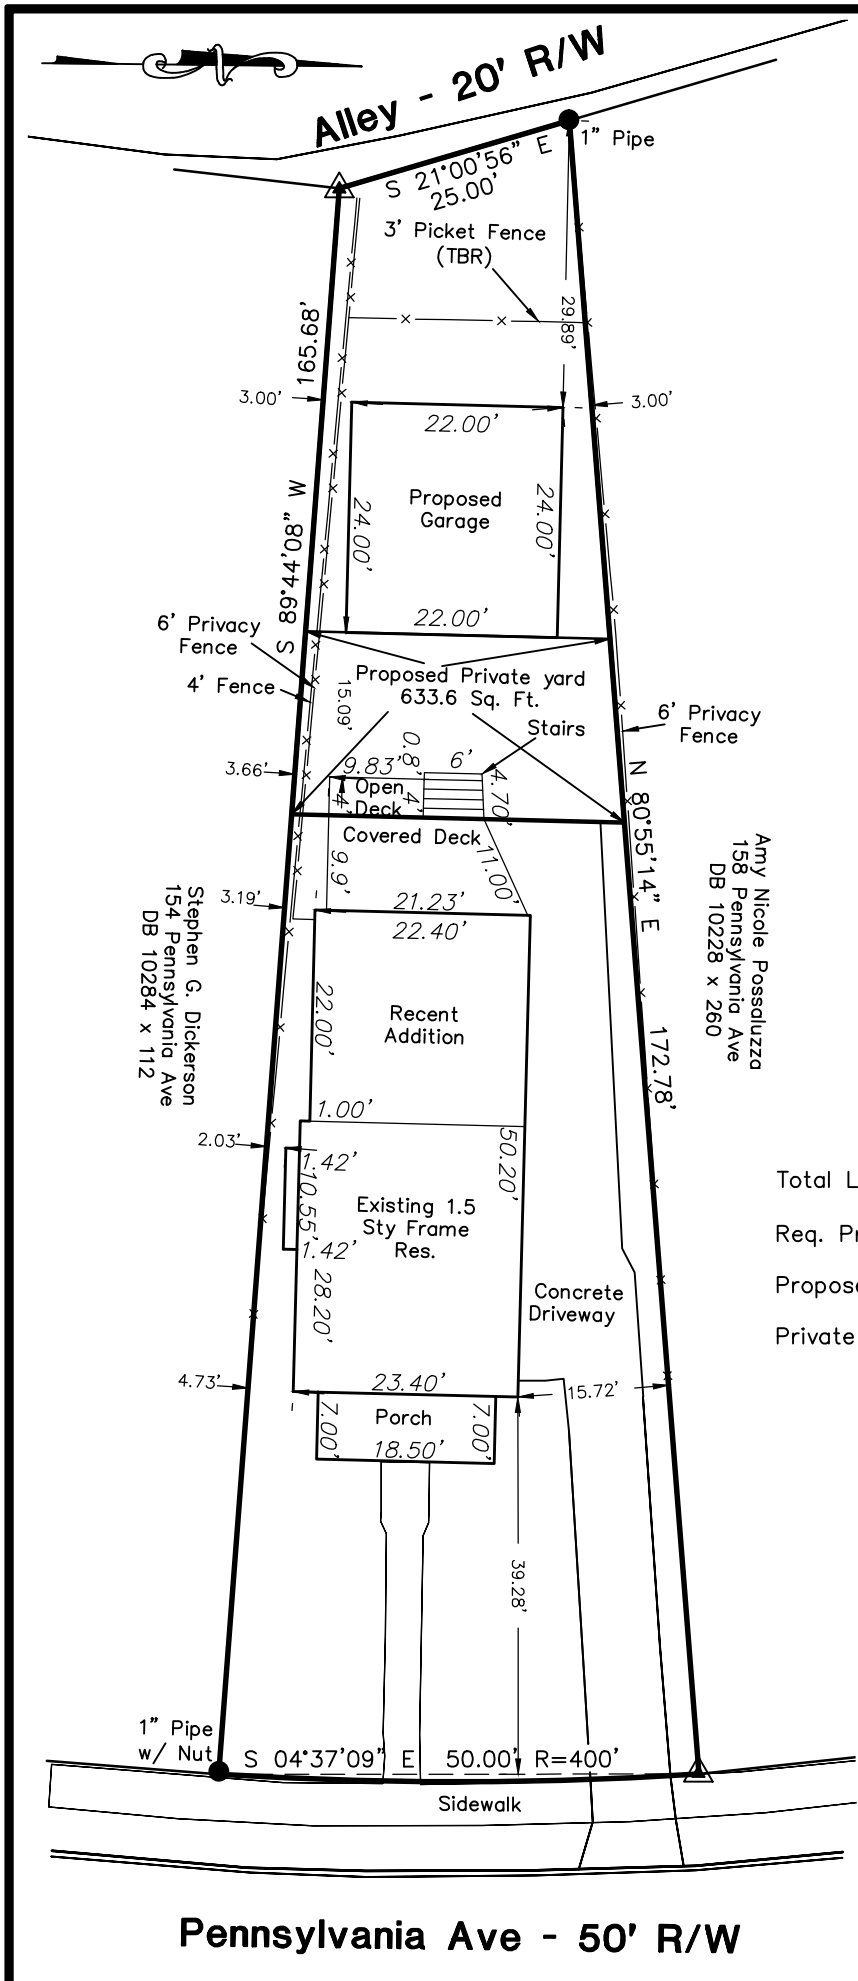 Alley - 20' R/W
S 21°00'56" E
25.00'
1" Pipe
3' Picket Fence
(TBR)
29.89'
165.68'
3.00'
3.00'
22.00'
Proposed
Garage
24.00'
24.00'
S 89°44'08" W
22.00'
6' Privacy
Fence
4' Fence
Proposed Private yard
633.6 Sq. Ft.
15.09'
Stairs
6' Privacy
Fence
3.66'
9.83'
0.8'
6'
4.70'
Open
Deck
4'
4'
N 80°55'14" E
172.78'
Covered Deck
9.9'
11.00'
3.19'
21.23'
22.40'
Amy Nicole Possaluzza
158 Pennsylvania Ave
DB 10228 x 260
Stephen G. Dickerson
154 Pennsylvania Ave
DB 10284 x 112
22.00'
Recent
Addition
1.00'
50.20'
2.03'
1.42'
10.55'
1.42'
Existing 1.5
Sty Frame
Res.
28.20'
Total L
Req. Pr
Propose
Private
Concrete
Driveway
4.73'
23.40'
15.72'
7.00'
Porch
7.00'
18.50'
39.28'
1" Pipe
w/ Nut
S 04°37'09" E 50.00' R=400'
Sidewalk
Pennsylvania Ave - 50' R/W